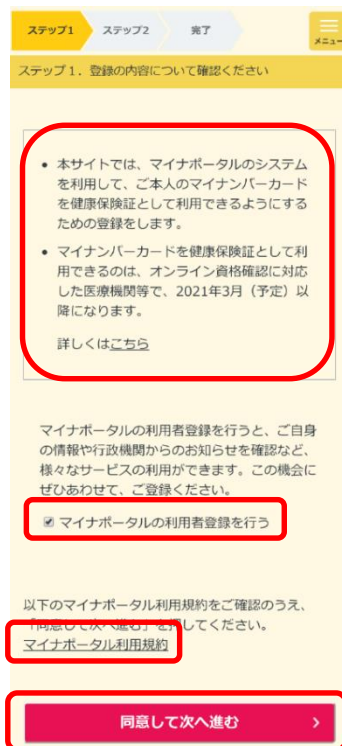 ステップ1 ステップ2 完了
メニュー
ステップ1．登録の内容について確認ください
• 本サイトでは、マイナポータルのシステム
を利用して、ご本人のマイナンバーカード
を健康保険証として利用できるようにする
ための登録をします。
• マイナンバーカードを健康保険証として利
用できるのは、オンライン資格確認に対応
した医療機関等で、2021年3月（予定）以
降になります。
詳しくはこちら
マイナポータルの利用者登録を行うと、ご自身
の情報や行政機関からのお知らせを確認など、
様々なサービスの利用ができます。この機会に
ぜひあわせて、ご登録ください。
マイナポータルの利用者登録を行う
以下のマイナポータル利用規約をご確認のうえ、
「同意して次へ進む」を押してください。
マイナポータル利用規約
同意して次へ進む